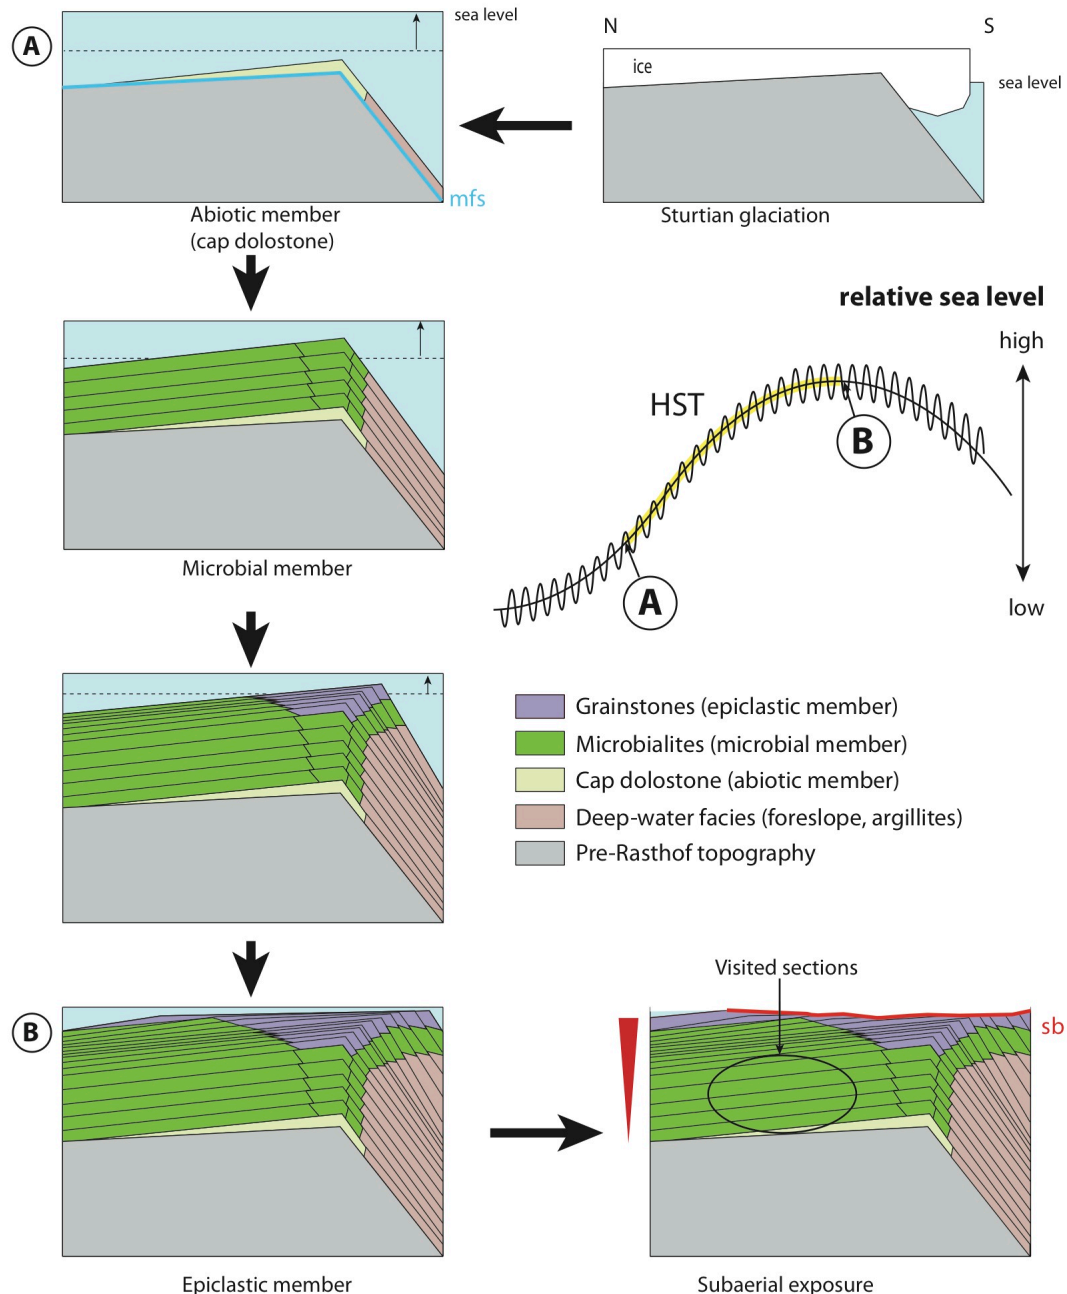 A
sea level
mfs
Abiotic member
(cap dolostone)
N
S
ice
sea level
Sturtian glaciation
Microbial member
relative sea level
high
HST
B
A
low
Grainstones (epiclastic member)
Microbialites (microbial member)
Cap dolostone (abiotic member)
Deep-water facies (foreslope, argillites)
Pre-Rasthof topography
B
Epiclastic member
Visited sections
sb
Subaerial exposure